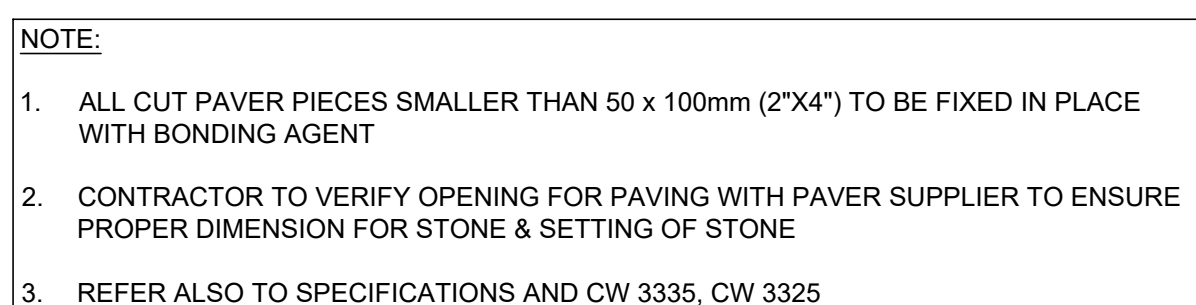 NOTE:
1. ALL CUT PAVER PIECES SMALLER THAN 50 x 100mm (2"X4") TO BE FIXED IN PLACE
WITH BONDING AGENT
2. CONTRACTOR TO VERIFY OPENING FOR PAVING WITH PAVER SUPPLIER TO ENSURE
PROPER DIMENSION FOR STONE & SETTING OF STONE
3. REFER ALSO TO SPECIFICATIONS AND CW 3335, CW 3325